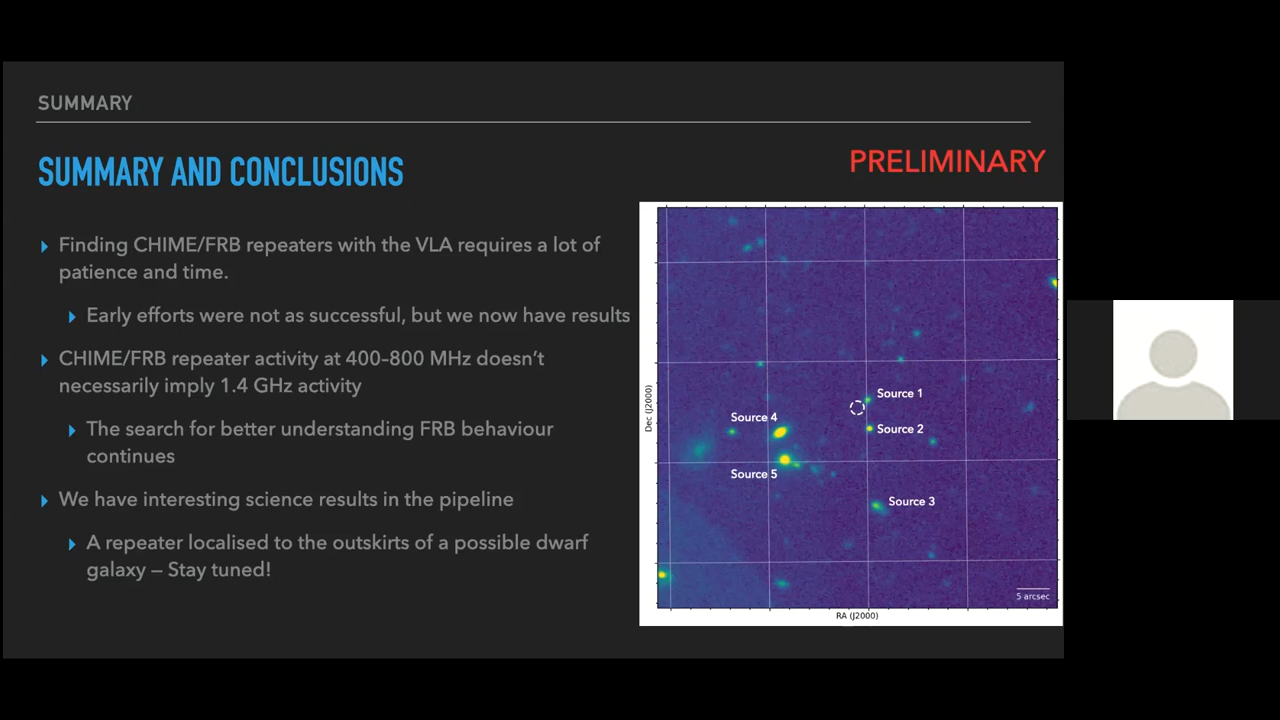 SUMMARY
SUMMARY AND CONCLUSIONS
PRELIMINARY
Finding CHIME/FRB repeaters with the VLA requires a lot of
patience and time.
Early efforts were not as successful, but we now have results
CHIME/FRB repeater activity at 400–800 MHz doesn't
necessarily imply 1.4 GHz activity
The search for better understanding FRB behaviour
continues
We have interesting science results in the pipeline
A repeater localised to the outskirts of a possible dwarf
galaxy – Stay tuned!
Source 1
Source 4
Source 2
Source 5
Source 3
5 arcsec
Dec (J2000)
RA (J2000)